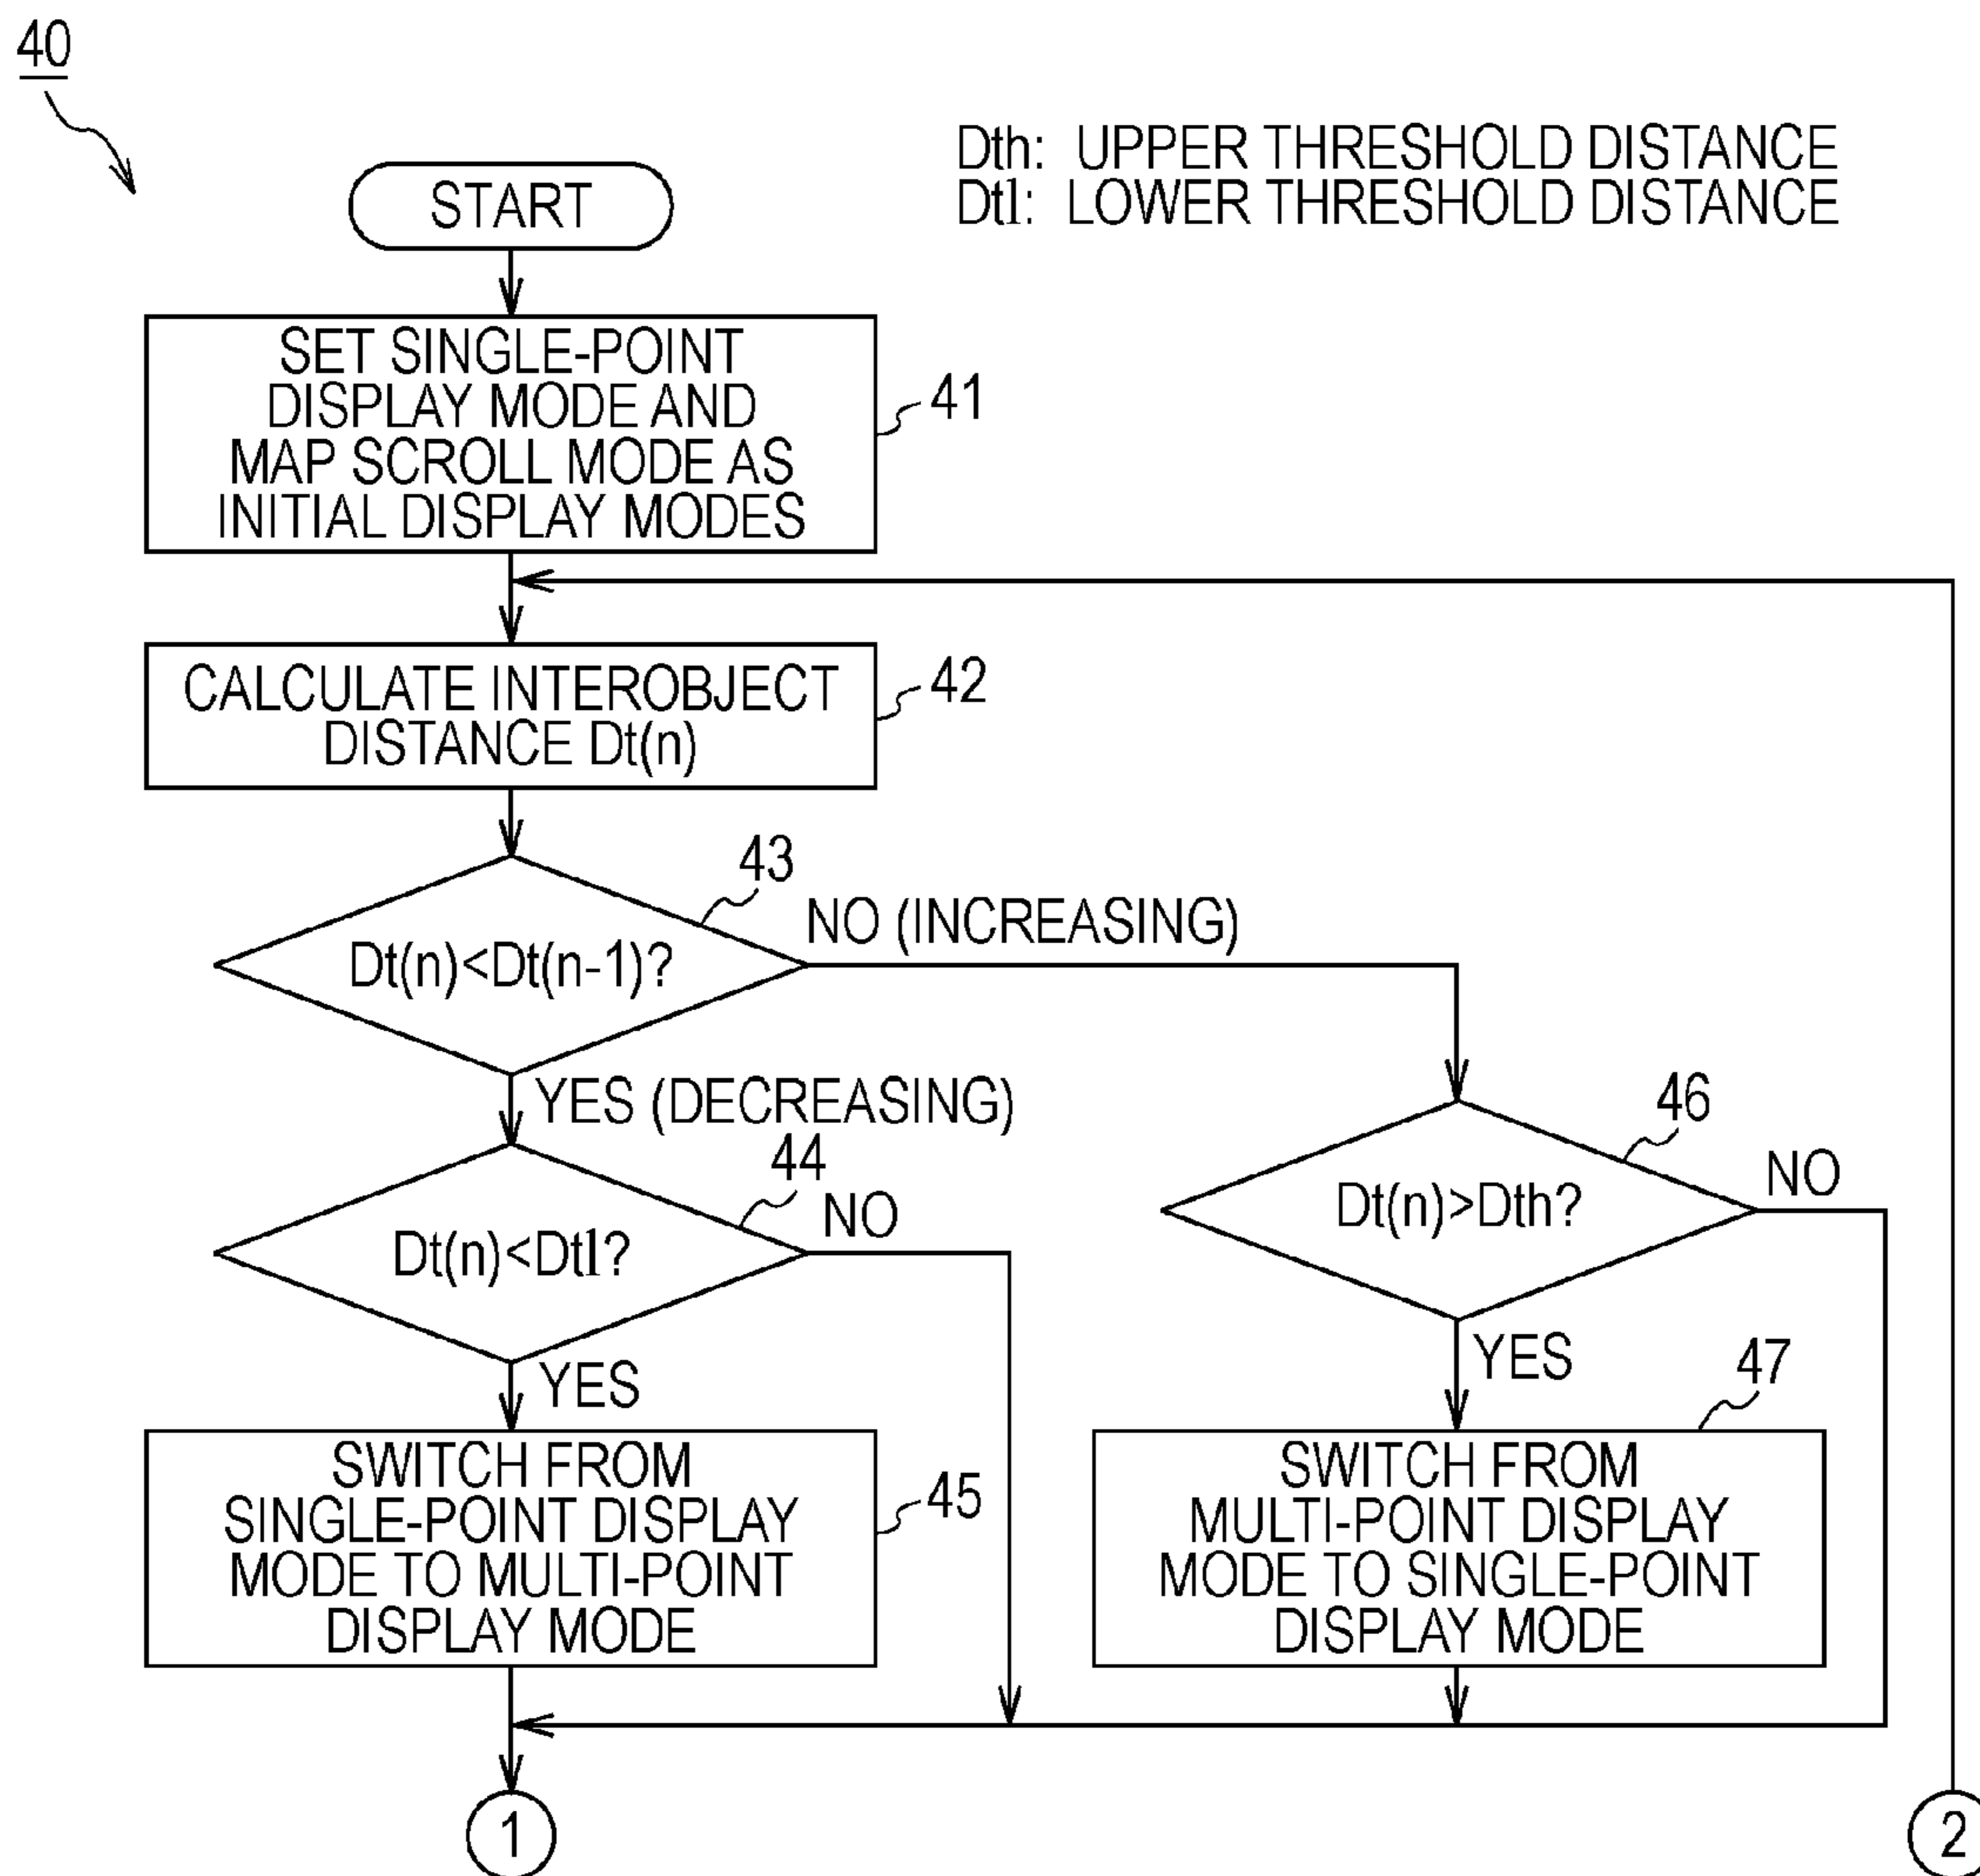 40
Dth: UPPER THRESHOLD DISTANCE
Dtl: LOWER THRESHOLD DISTANCE
START
SET SINGLE-POINT
DISPLAY MODE AND
MAP SCROLL MODE AS
INITIAL DISPLAY MODES
41
CALCULATE INTEROBJECT
DISTANCE Dt(n)
42
43
Dt(n)<Dt(n-1)?
NO (INCREASING)
YES (DECREASING)
44
Dt(n)<Dtl?
NO
46
Dt(n)>Dth?
NO
YES
YES
47
SWITCH FROM
SINGLE-POINT DISPLAY
MODE TO MULTI-POINT
DISPLAY MODE
45
SWITCH FROM
MULTI-POINT DISPLAY
MODE TO SINGLE-POINT
DISPLAY MODE
1
2